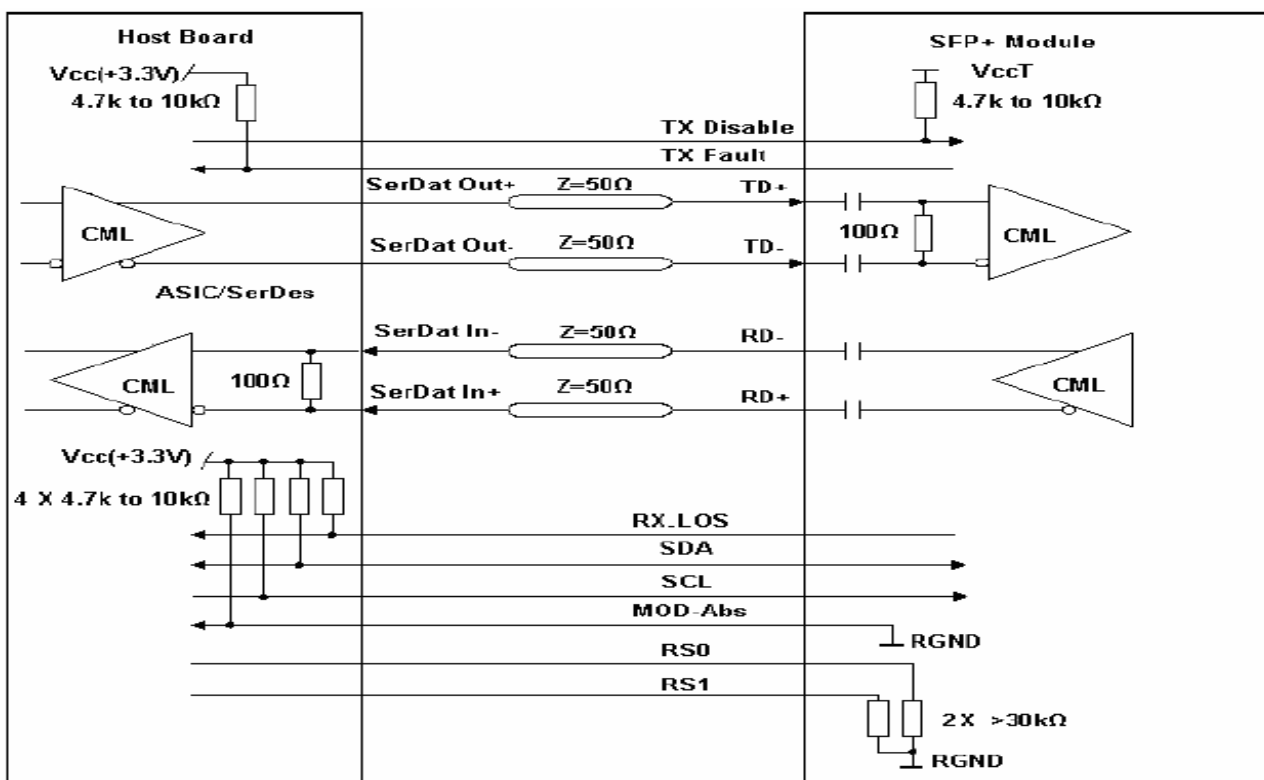 Host Board
SFP+ Module
Vcc(+3.3V)
4.7k to 10kΩ
VccT
4.7k to 10kΩ
TX Disable
TX Fault
SerDat Out+
Z=50Ω
TD+
CML
100Ω
CML
SerDat Out-
Z=50Ω
TD-
ASIC/SerDes
SerDat In-
Z=50Ω
RD-
CML
100Ω
CML
SerDat In+
Z=50Ω
RD+
Vcc(+3.3V)
4 X 4.7k to 10kΩ
RX-LOS
SDA
SCL
MOD-Abs
RGND
RS0
RS1
2X >30kΩ
RGND